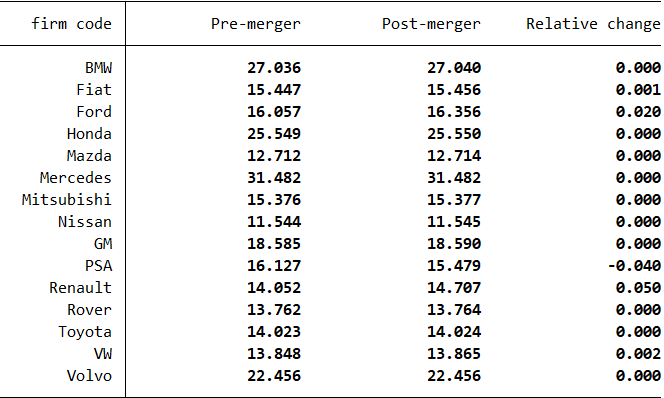 firm code Pre-merger Post-merger Relative change
BMW 27.036 27.040 0.000
Fiat 15.447 15.456 0.001
Ford 16.057 16.356 0.020
Honda 25.549 25.550 0.000
Mazda 12.712 12.714 0.000
Mercedes 31.482 31.482 0.000
Mitsubishi 15.376 15.377 0.000
Nissan 11.544 11.545 0.000
GM 18.585 18.590 0.000
PSA 16.127 15.479 -0.040
Renault 14.052 14.707 0.050
Rover 13.762 13.764 0.000
Toyota 14.023 14.024 0.000
VW 13.848 13.865 0.002
Volvo 22.456 22.456 0.000